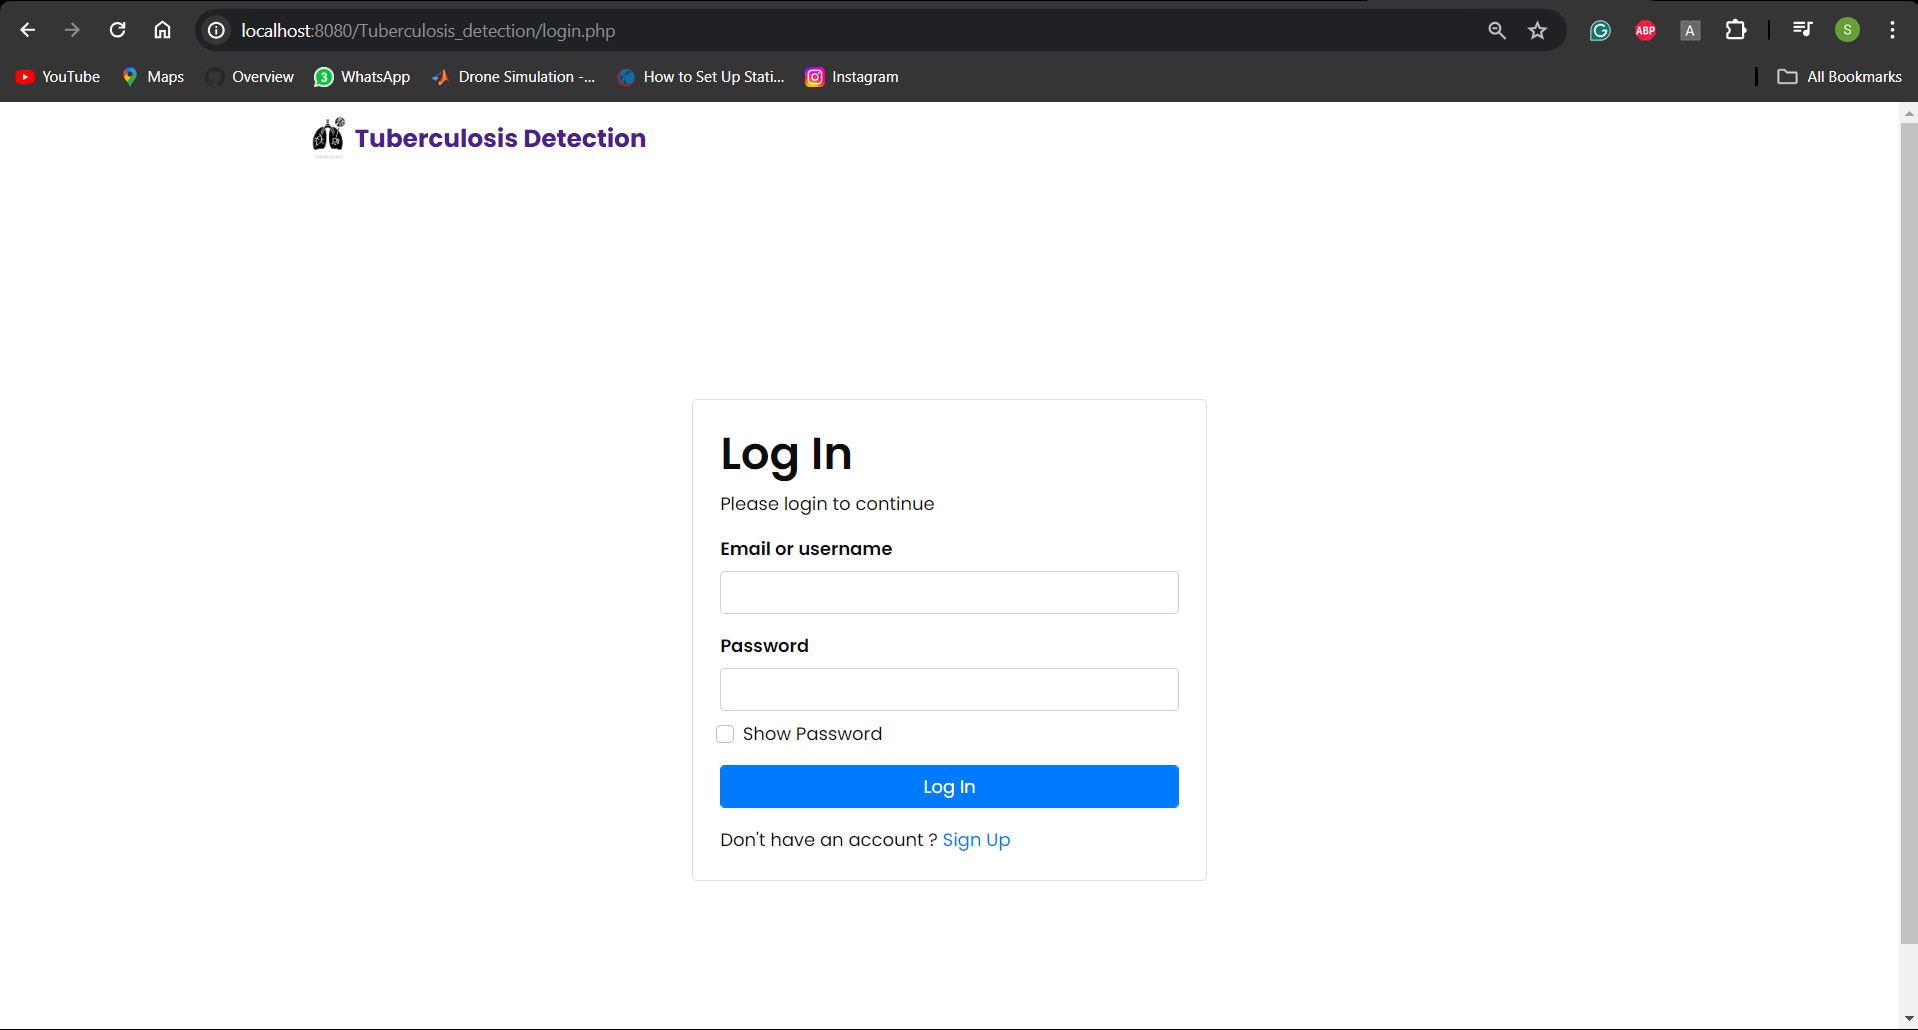 localhost:8080/Tuberculosis_detection/login.php
ABP
A
S
YouTube
Maps
Overview
3
WhatsApp
Drone Simulation -...
How to Set Up Stati...
Instagram
All Bookmarks
Tuberculosis Detection
Log In
Please login to continue
Email or username
Password
Show Password
Log In
Don't have an account ? Sign Up